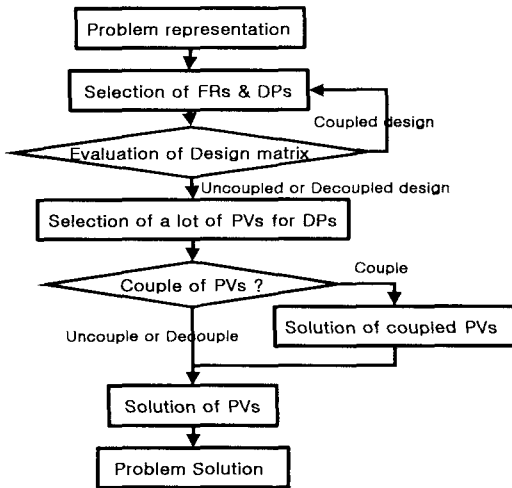 Problem representation
Selection of FRs & DPs
Coupled design
Evaluation of Design matrix
Uncoupled or Decoupled design
Selection of a lot of PVs for DPs
Couple
Couple of PVs ?
Solution of coupled PVs
Uncouple or Decouple
Solution of PVs
Problem Solution